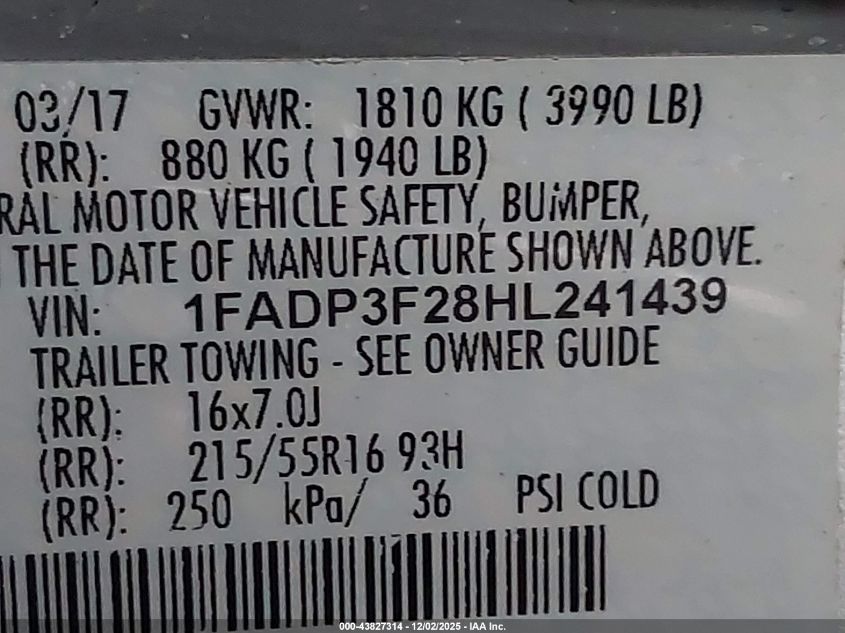 03/17 GVWR: 1810 KG ( 3990 LB)
(RR): 880 KG ( 1940 LB)
RAL MOTOR VEHICLE SAFETY, BUMPER,
THE DATE OF MANUFACTURE SHOWN ABOVE.
VIN: 1FADP3F28HL241439
TRAILER TOWING - SEE OWNER GUIDE
(RR): 16x7.0J
(RR): 215/55R16 93H
(RR): 250 kPa/ 36 PSI COLD
000-43827314 - 12/02/2025 - IAA Inc.